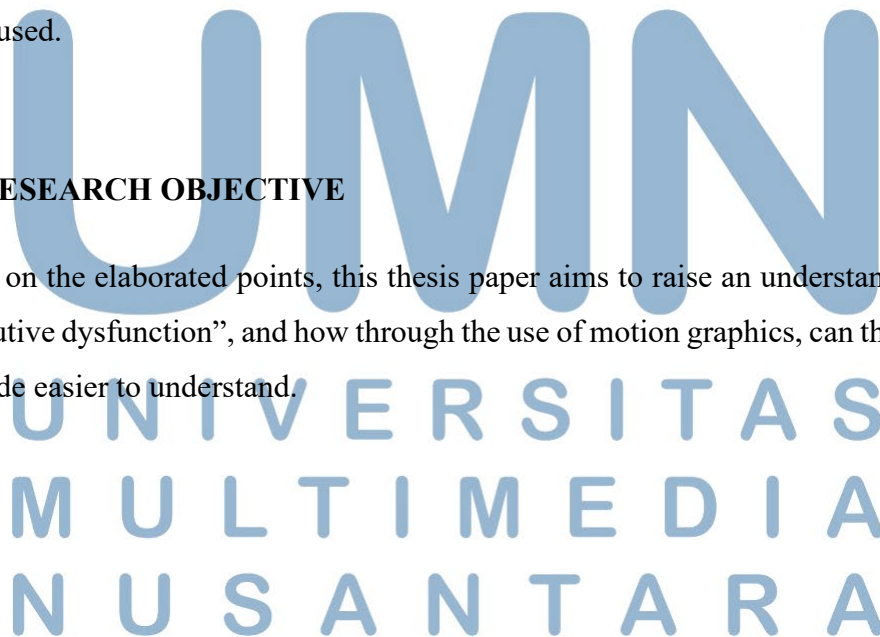 used.
ESEARCH OBJECTIVE
on the elaborated points, this thesis paper aims to raise an understan
utive dysfunction”, and how through the use of motion graphics, can th
de easier to understand.
UMN
UNIVERSITAS
MULTIMEDIA
NUSANTARA